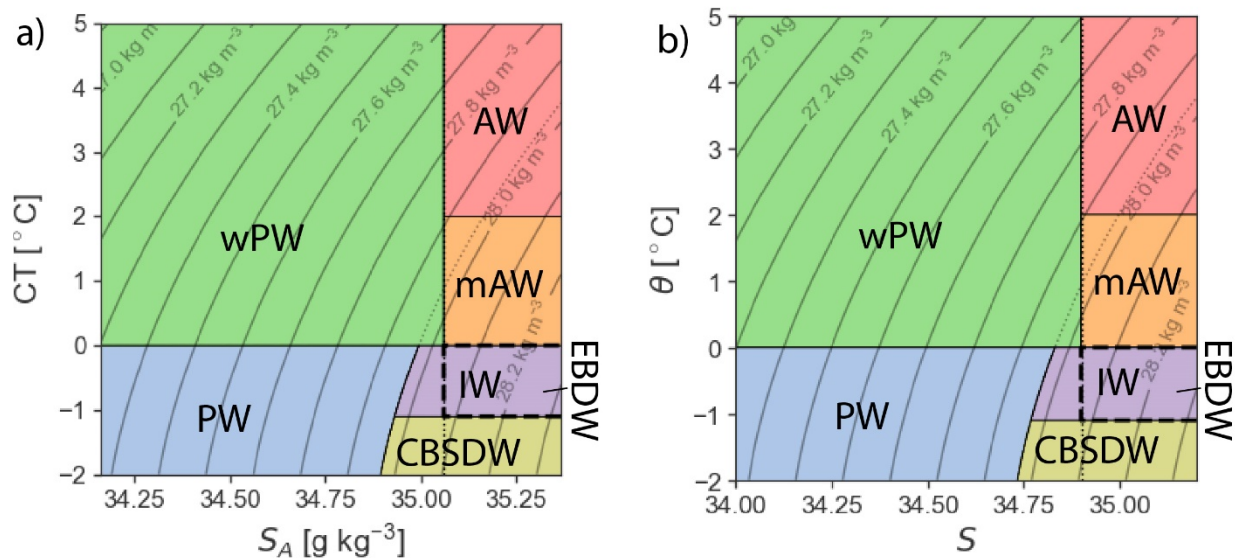 a)
5
4
3
2
1
0
−1
−2
CT [°C]
27.2 kg m⁻³
27.4 kg m⁻³
27.6 kg m⁻³
27.8 kg m⁻³
28.0 kg m⁻³
28.2 kg m⁻³
AW
wPW
mAW
IW
EBDW
PW
CBSDW
34.25
34.50
34.75
35.00
35.25
S_A [g kg⁻³]
b)
5
4
3
2
1
0
−1
−2
θ [°C]
27.0 kg
27.2 kg m⁻³
27.4 kg m⁻³
27.6 kg m⁻³
27.8 kg m⁻³
28.0 kg m⁻³
28.2 kg m⁻³
AW
wPW
mAW
IW
EBDW
PW
CBSDW
34.00
34.25
34.50
34.75
35.00
S